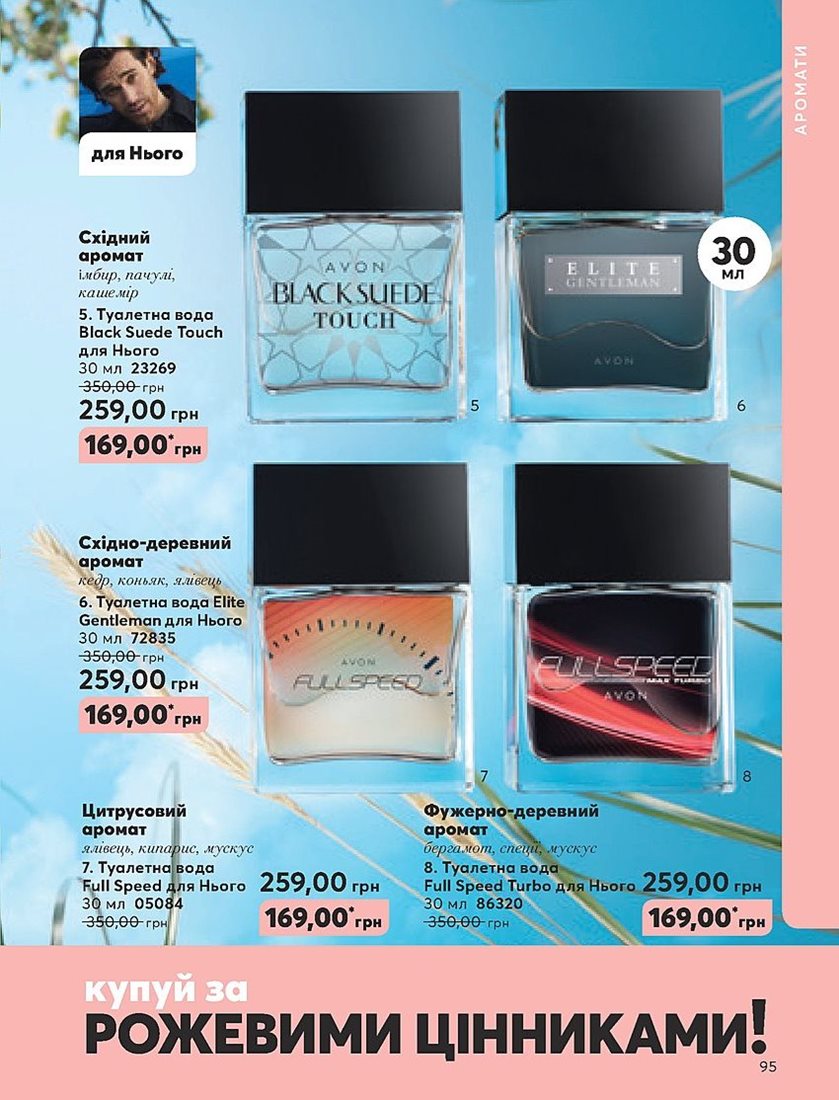 АРОМАТИ
для Нього
Східний
аромат
імбир, пачулі,
кашемір
5. Туалетна вода
Black Suede Touch
для Нього
30 мл 23269
350,00 грн
259,00 грн
169,00* грн
AVON
BLACK SUEDE
TOUCH
5
ELITE
GENTLEMAN
AVON
30
мл
6
Східно-деревний
аромат
кедр, коньяк, ялівець
6. Туалетна вода Elite
Gentleman для Нього
30 мл 72835
350,00 грн
259,00 грн
169,00* грн
AVON
FULL SPEED
7
FULL SPEED
MAX TURBO
AVON
8
Цитрусовий
аромат
ялівець, кипарис, мускус
7. Туалетна вода
Full Speed для Нього
30 мл 05084
350,00 грн
259,00 грн
169,00* грн
Фужерно-деревний
аромат
бергамот, спеції, мускус
8. Туалетна вода
Full Speed Turbo для Нього
30 мл 86320
350,00 грн
259,00 грн
169,00* грн
купуй за
РОЖЕВИМИ ЦІННИКАМИ!
95